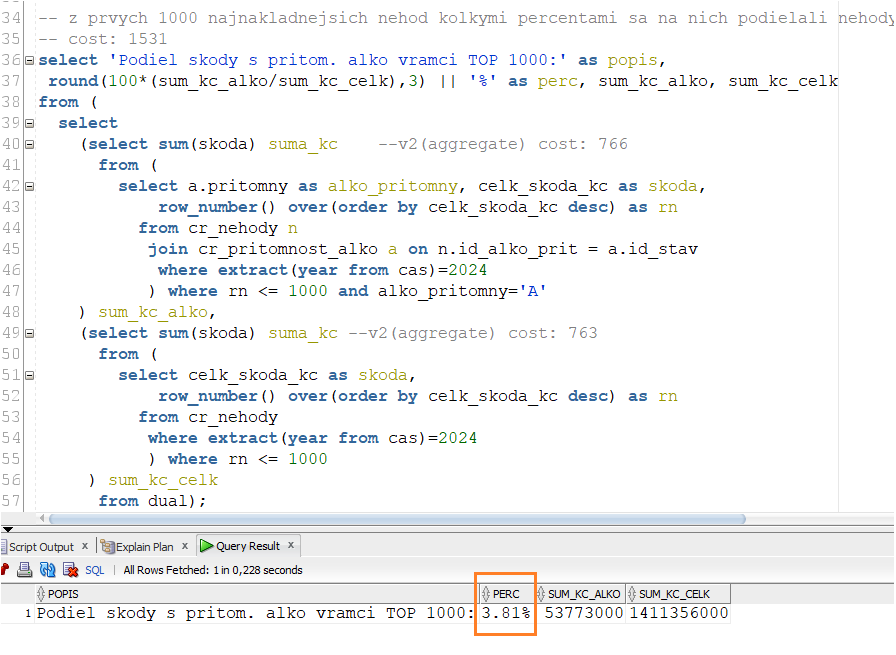 34 -- z prvych 1000 najnakladnejsich nehod kolkymi percentami sa na nich podielali nehody
35 -- cost: 1531
36 select 'Podiel skody s pritom. alko vramci TOP 1000:' as popis,
37 round(100*(sum_kc_alko/sum_kc_celk),3) || '%' as perc, sum_kc_alko, sum_kc_celk
38 from (
39 select
40 (select sum(skoda) suma_kc --v2(aggregate) cost: 766
41 from (
42 select a.pritomny as alko_pritomny, celk_skoda_kc as skoda,
43 row_number() over(order by celk_skoda_kc desc) as rn
44 from cr_nehody n
45 join cr_pritomnost_alko a on n.id_alko_prit = a.id_stav
46 where extract(year from cas)=2024
47 ) where rn <= 1000 and alko_pritomny='A'
48 ) sum_kc_alko,
49 (select sum(skoda) suma_kc --v2(aggregate) cost: 763
50 from (
51 select celk_skoda_kc as skoda,
52 row_number() over(order by celk_skoda_kc desc) as rn
53 from cr_nehody
54 where extract(year from cas)=2024
55 ) where rn <= 1000
56 ) sum_kc_celk
57 from dual);
Script Output x Explain Plan x Query Result x
SQL | All Rows Fetched: 1 in 0,228 seconds
POPIS PERC SUM_KC_ALKO SUM_KC_CELK
1 Podiel skody s pritom. alko vramci TOP 1000: 3.81% 53773000 1411356000